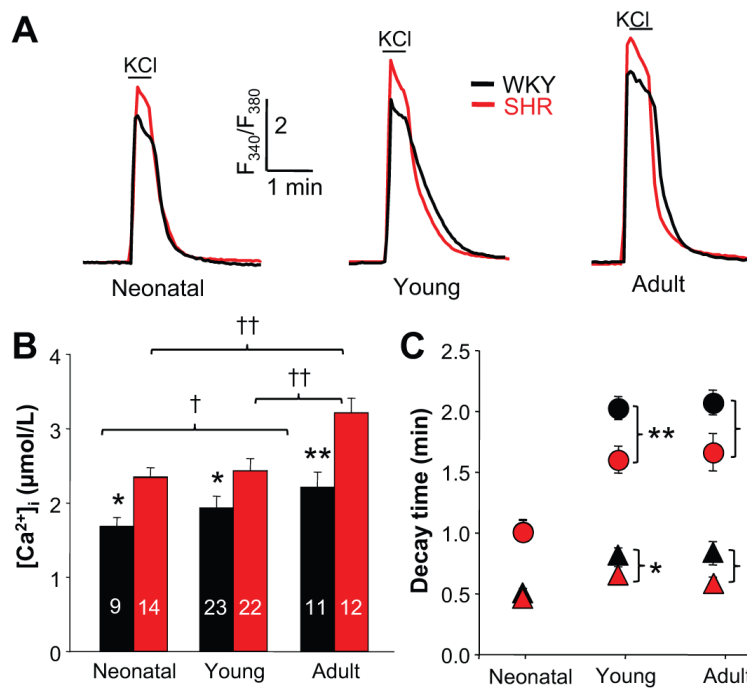 A
KCl
KCl
KCl
WKY
SHR
F340/F380
2
1 min
Neonatal
Young
Adult
B
††
††
†
*
*
**
[Ca²⁺]i (µmol/L)
4
3
2
1
0
9
14
23
22
11
12
Neonatal
Young
Adult
C
Decay time (min)
2.5
2.0
1.5
1.0
0.5
0.0
**
*
Neonatal
Young
Adult